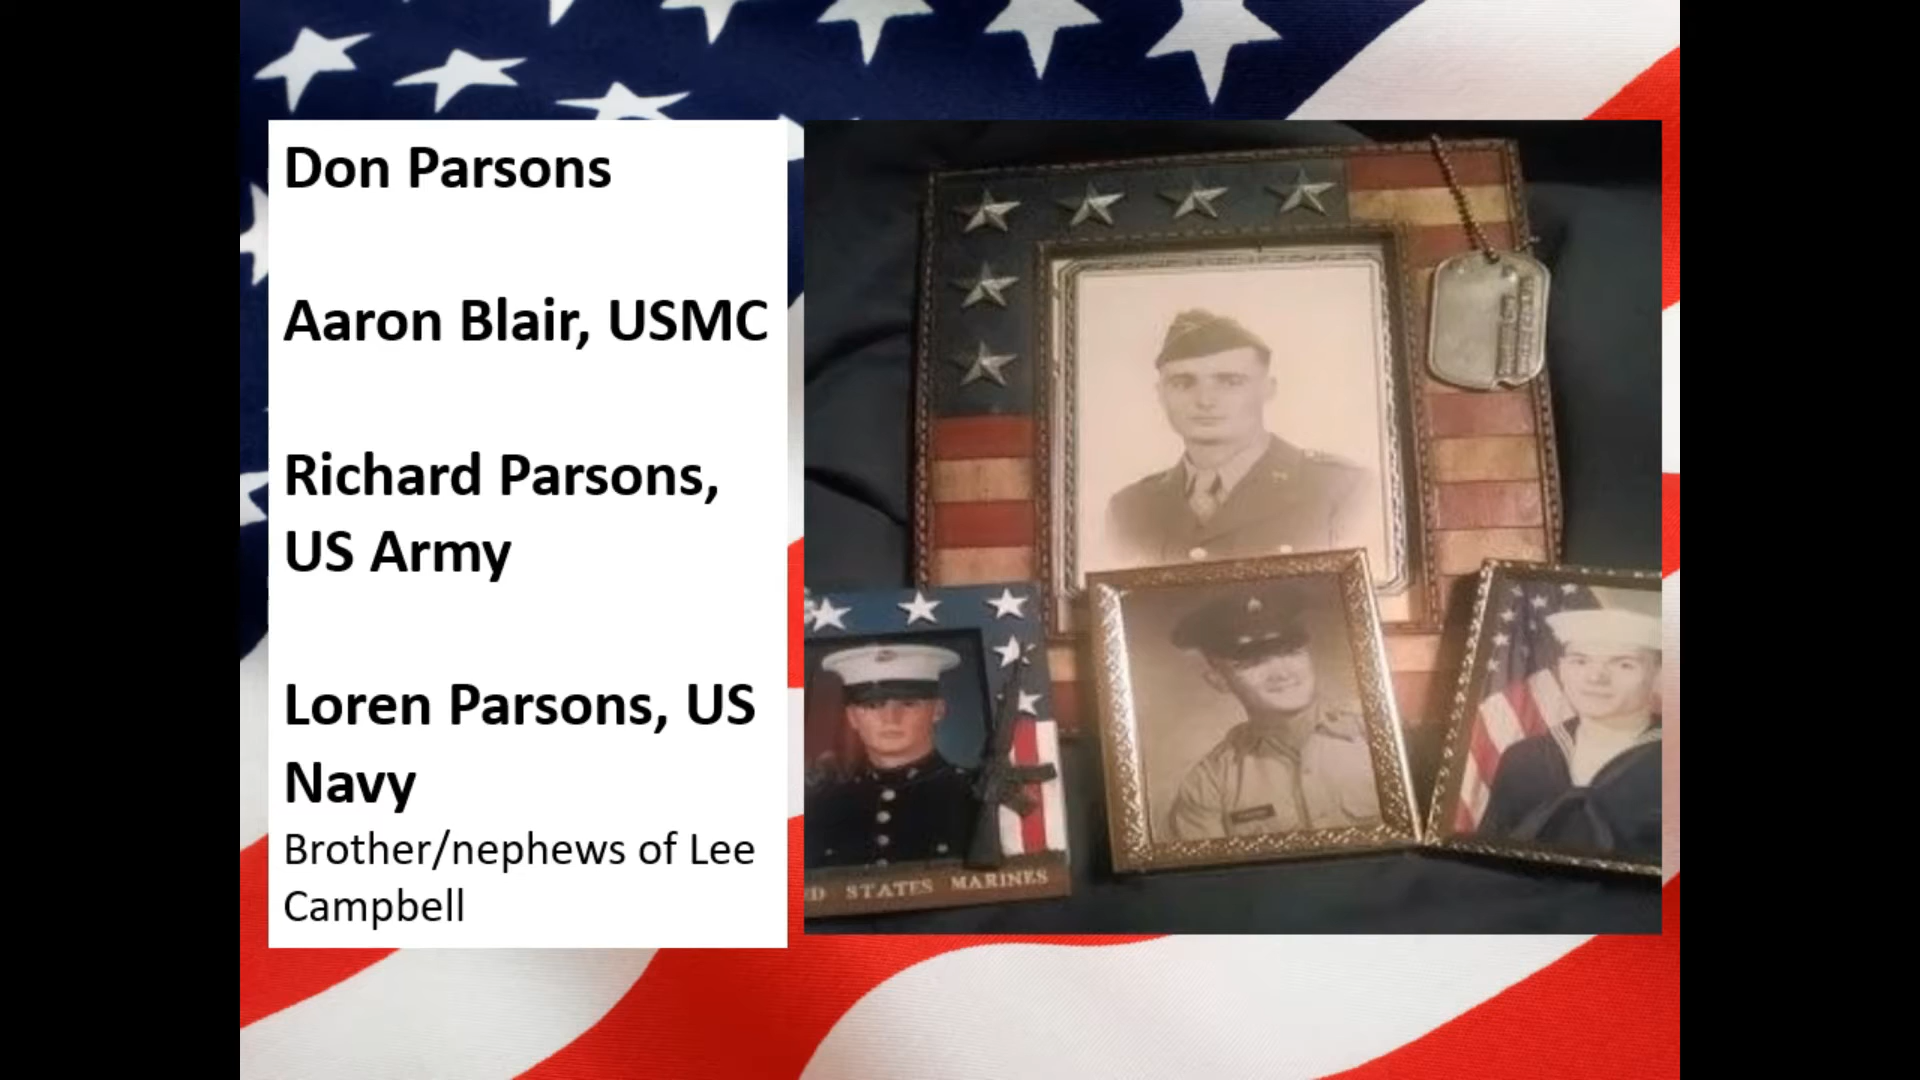 Don Parsons
Aaron Blair, USMC
Richard Parsons,
US Army
Loren Parsons, US
Navy
Brother/nephews of Lee
Campbell
STATES MARINES